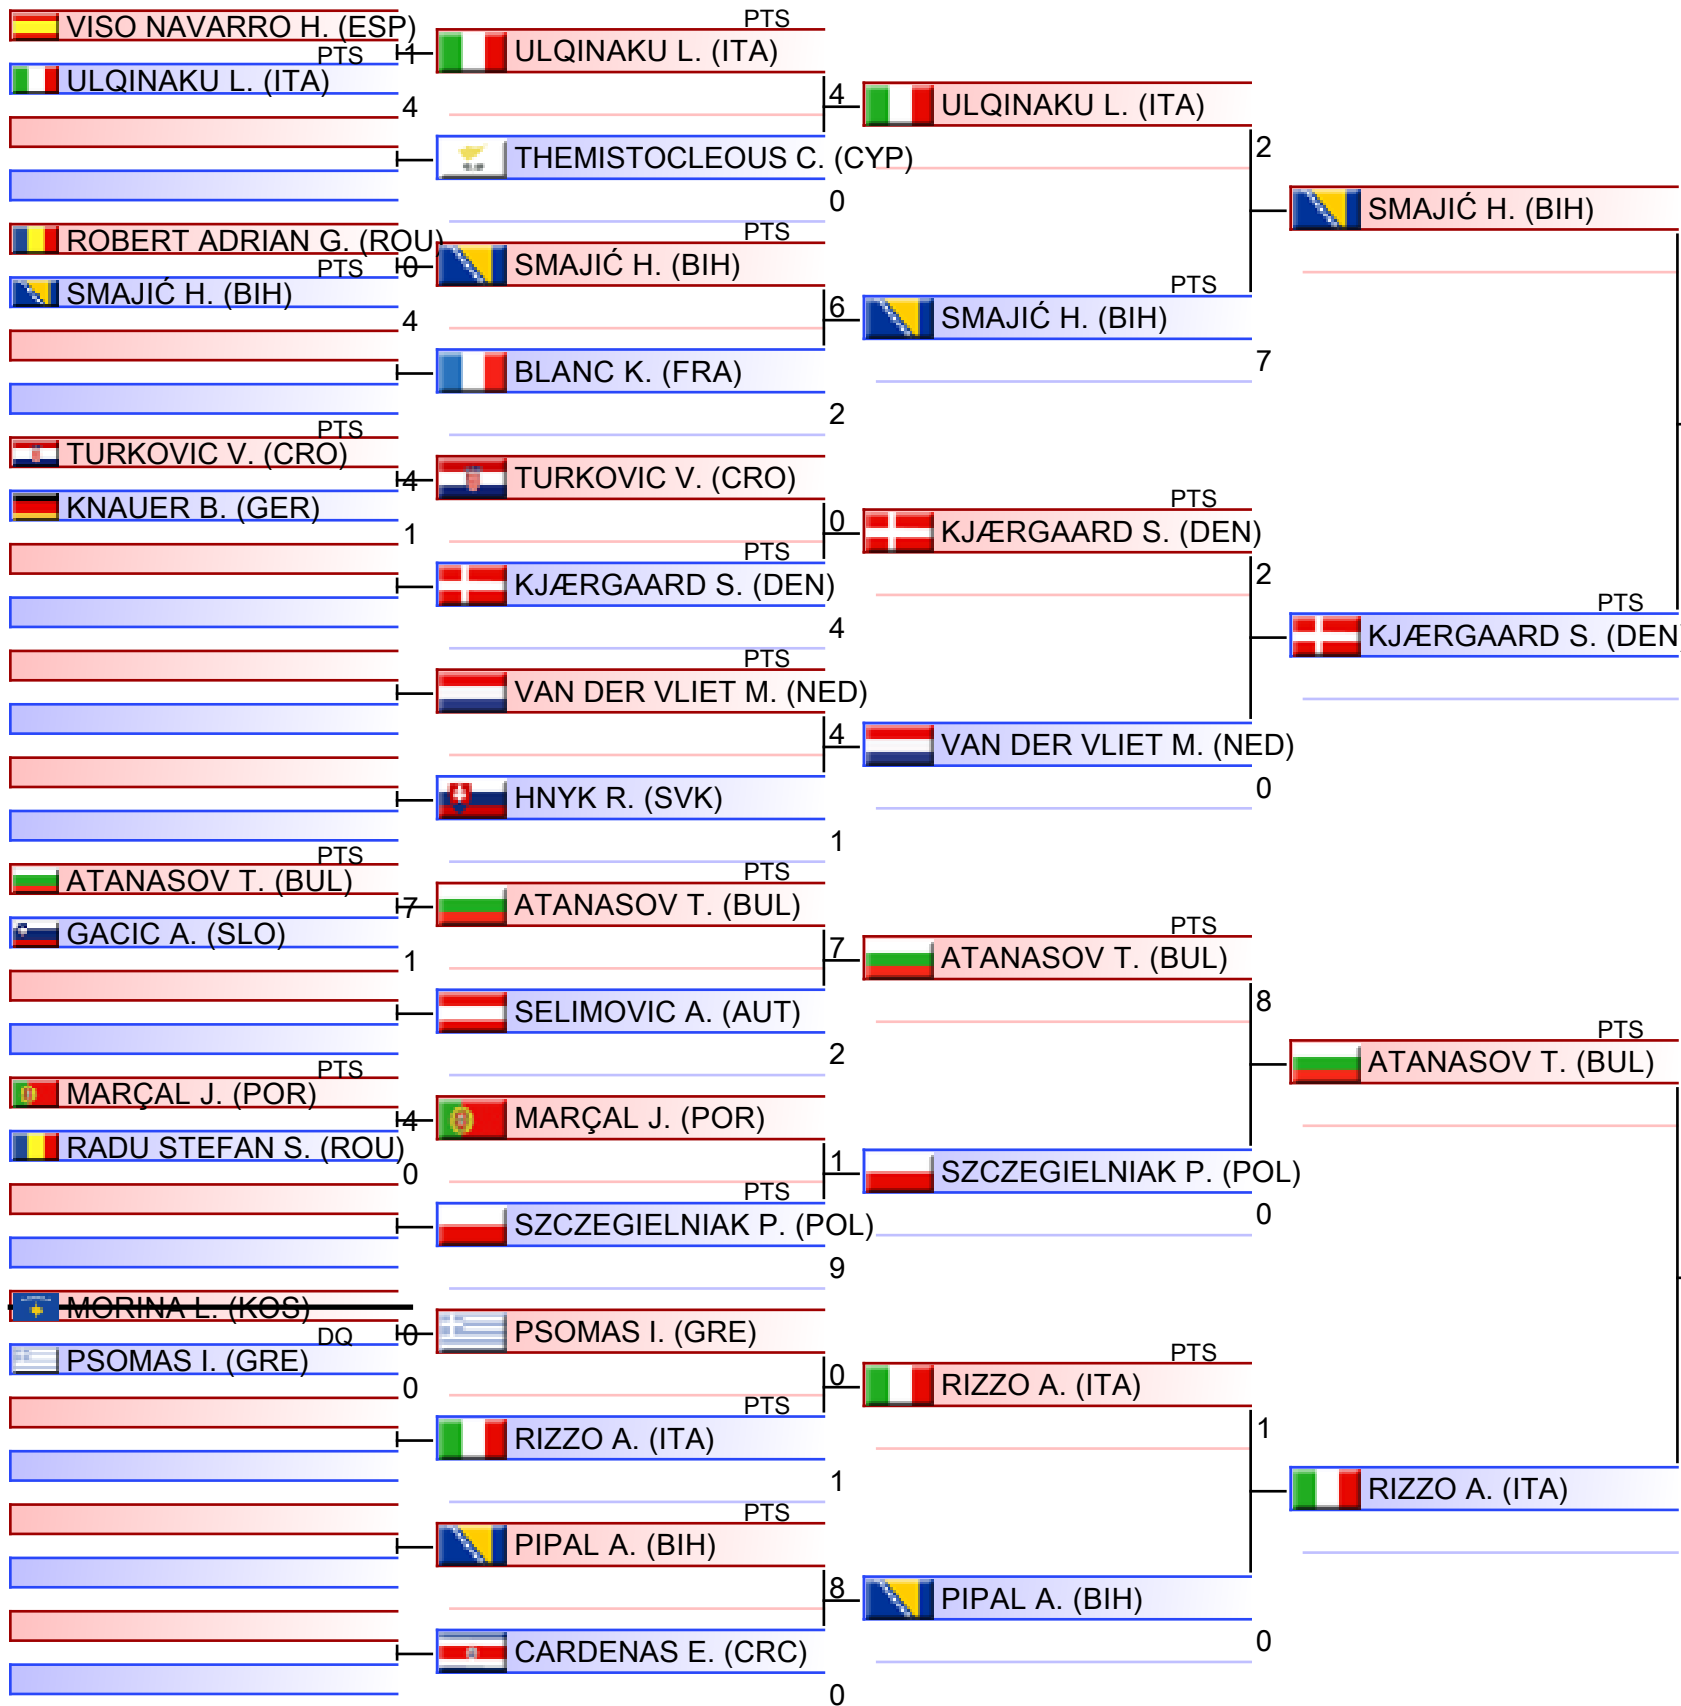 VISO NAVARRO H. (ESP)
PTS 1
ULQINAKU L. (ITA)
4
ROBERT ADRIAN G. (ROU)
PTS 0
SMAJIĆ H. (BIH)
4
PTS
TURKOVIC V. (CRO)
4
KNAUER B. (GER)
1
PTS
ATANASOV T. (BUL)
7
GACIC A. (SLO)
1
PTS
MARÇAL J. (POR)
4
RADU STEFAN S. (ROU)
0
MORINA L. (KOS)
DQ 0
PSOMAS I. (GRE)
0
PTS
ULQINAKU L. (ITA)
4
THEMISTOCLEOUS C. (CYP)
0
PTS
SMAJIĆ H. (BIH)
6
BLANC K. (FRA)
2
TURKOVIC V. (CRO)
0
PTS
KJÆRGAARD S. (DEN)
4
PTS
VAN DER VLIET M. (NED)
4
HNYK R. (SVK)
1
PTS
ATANASOV T. (BUL)
7
SELIMOVIC A. (AUT)
2
MARÇAL J. (POR)
1
PTS
SZCZEGIELNIAK P. (POL)
9
PSOMAS I. (GRE)
0
PTS
RIZZO A. (ITA)
1
PTS
PIPAL A. (BIH)
8
CARDENAS E. (CRC)
0
ULQINAKU L. (ITA)
2
PTS
SMAJIĆ H. (BIH)
7
PTS
KJÆRGAARD S. (DEN)
2
VAN DER VLIET M. (NED)
0
PTS
ATANASOV T. (BUL)
8
SZCZEGIELNIAK P. (POL)
0
PTS
RIZZO A. (ITA)
1
PIPAL A. (BIH)
0
SMAJIĆ H. (BIH)
PTS
KJÆRGAARD S. (DEN)
PTS
ATANASOV T. (BUL)
RIZZO A. (ITA)